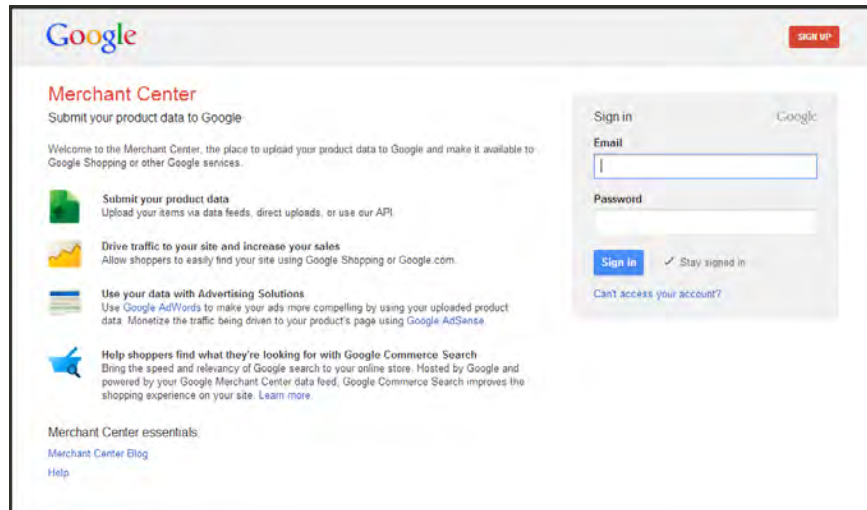 Google
SIGN UP
Merchant Center
Submit your product data to Google
Welcome to the Merchant Center, the place to upload your product data to Google and make it available to
Google Shopping or other Google services.
Submit your product data
Upload your items via data feeds, direct uploads, or use our API.
Drive traffic to your site and increase your sales
Allow shoppers to easily find your site using Google Shopping or Google.com.
Use your data with Advertising Solutions
Use Google AdWords to make your ads more compelling by using your uploaded product
data. Monetize the traffic being driven to your product's page using Google AdSense.
Help shoppers find what they're looking for with Google Commerce Search
Bring the speed and relevancy of Google search to your online store. Hosted by Google and
powered by your Google Merchant Center data feed, Google Commerce Search improves the
shopping experience on your site. Learn more.
Merchant Center essentials
Merchant Center Blog
Help
Sign in Google
Email
Password
Sign in Stay signed in
Can't access your account?